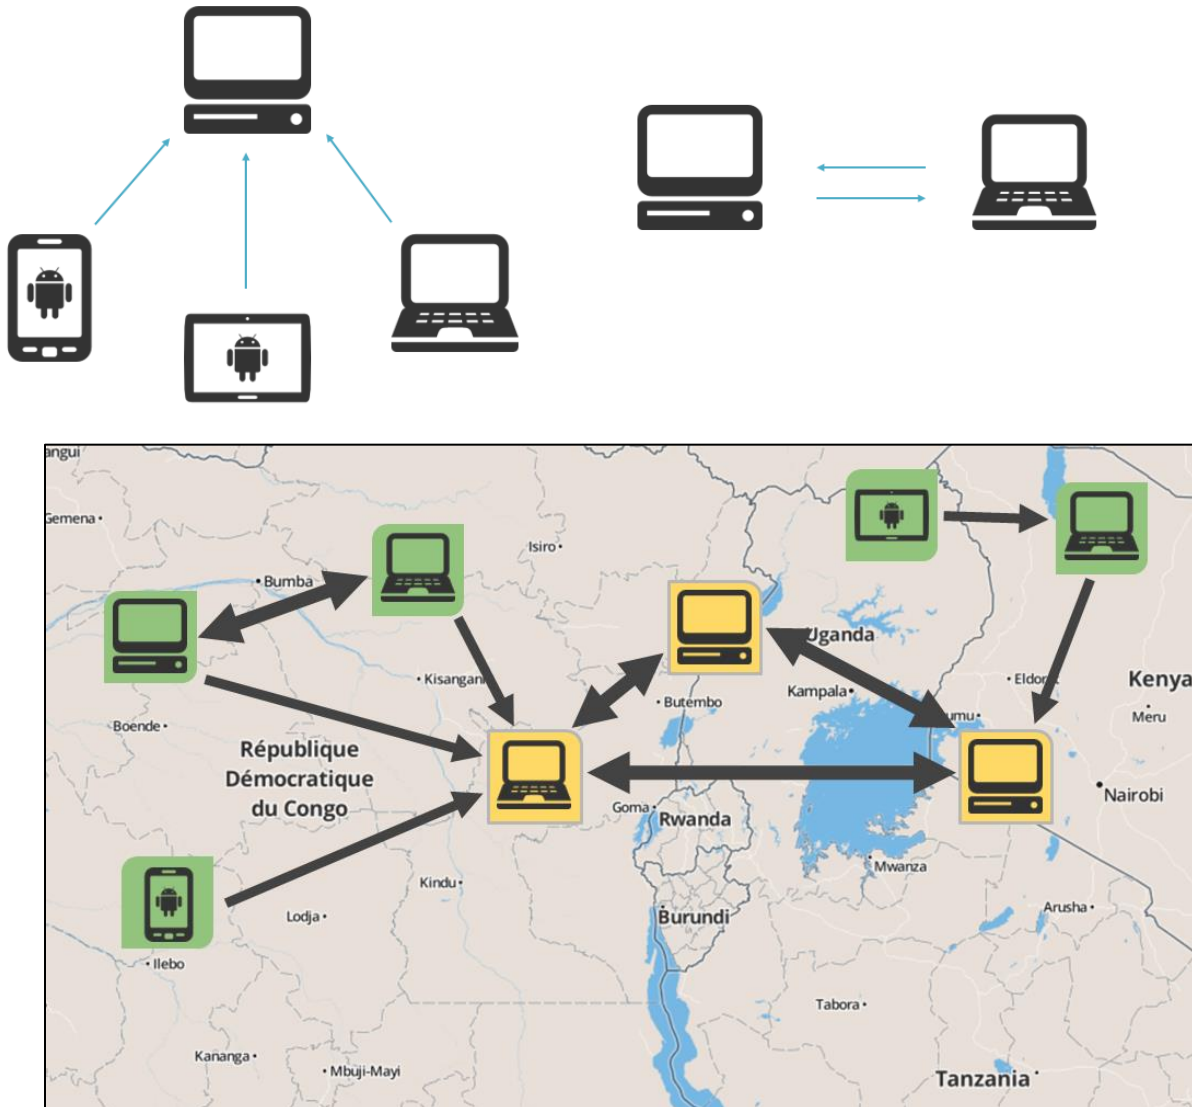 angui
Gemena
Isiro
Bumba
Uganda
Kisangani
Eldor
Kenya
Kampala
Butembo
umu
Meru
Boende
République
Démocratique
du Congo
Nairobi
Goma
Rwanda
Mwanza
Kindu
Arusha
Lodja
Burundi
Ilebo
Tabora
Kananga
Mbuji-Mayi
Tanzania